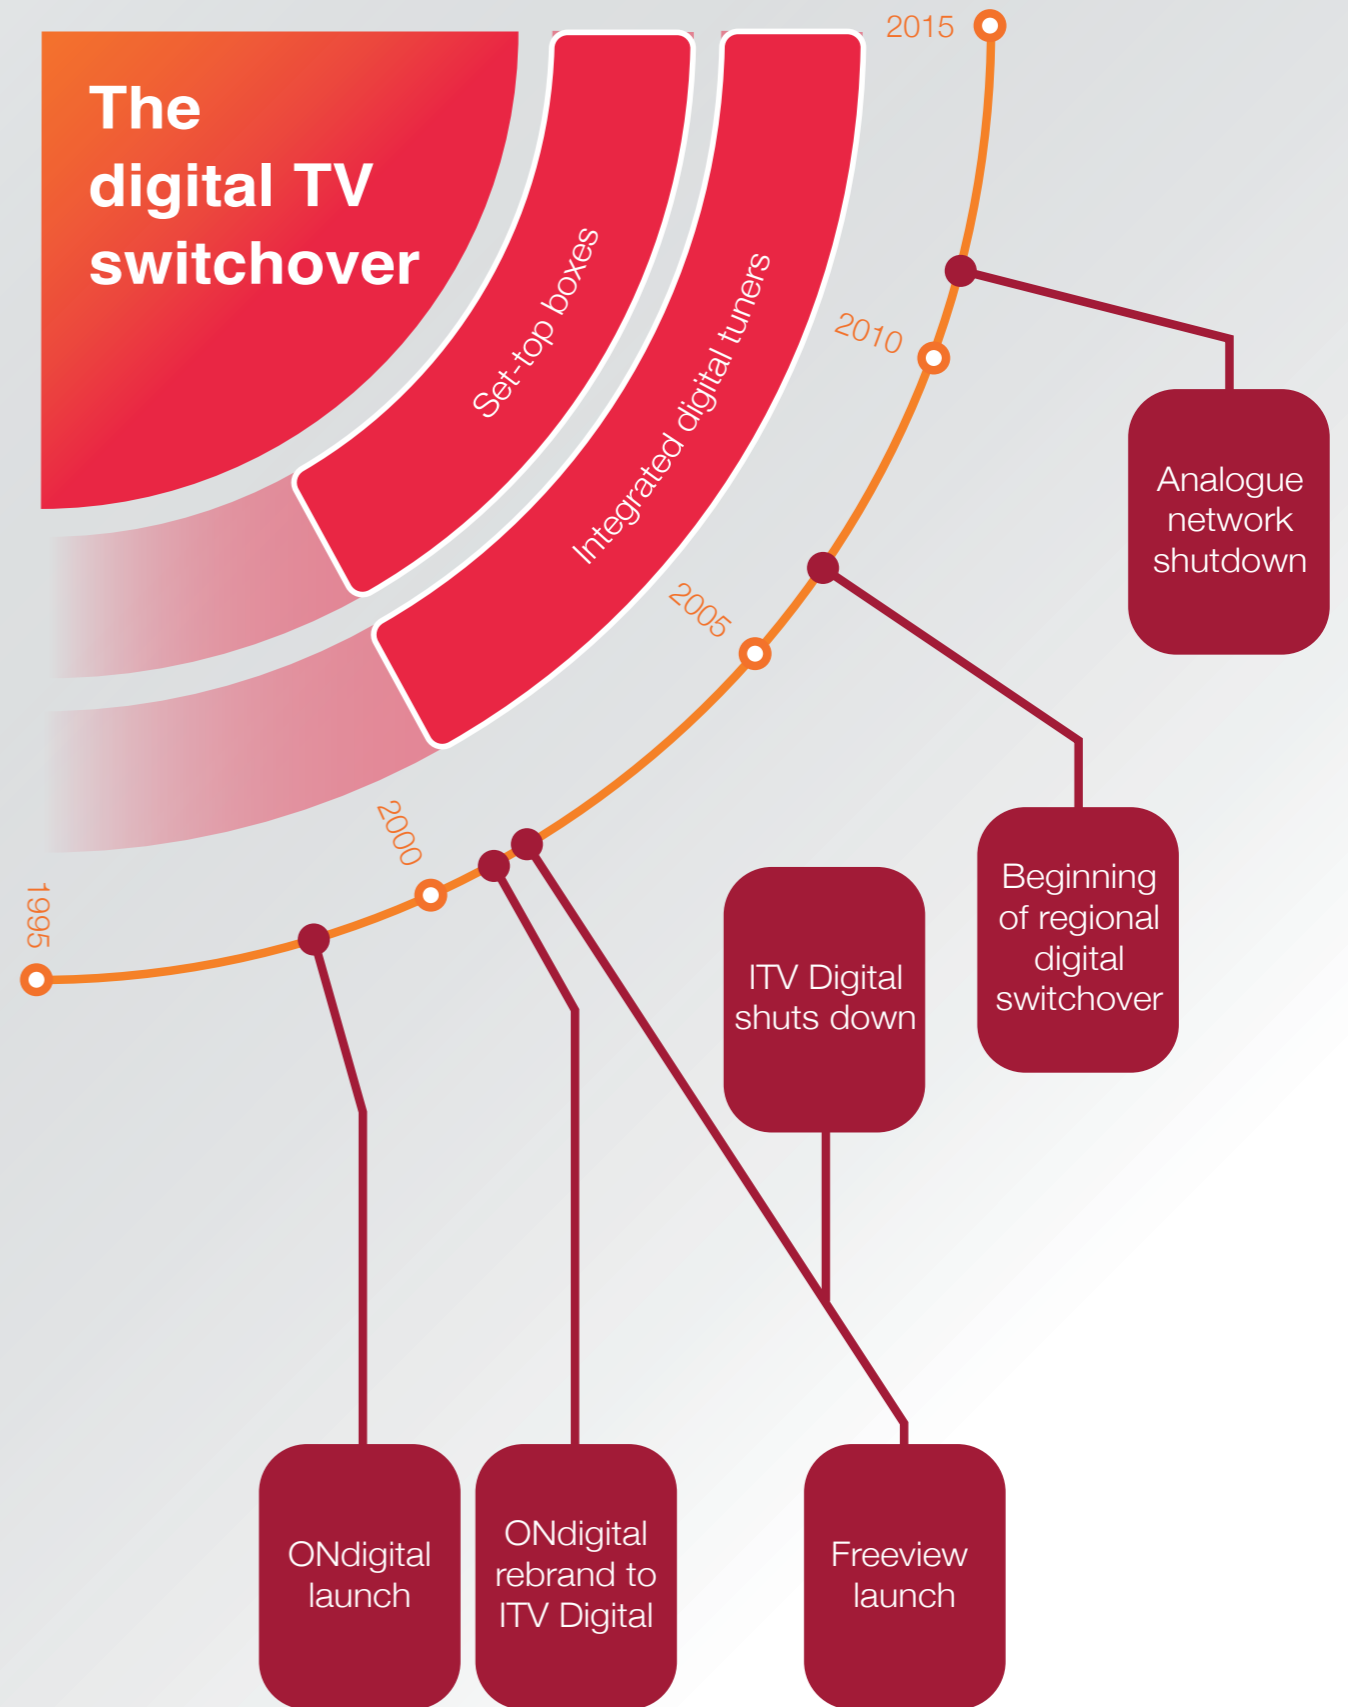 The
digital TV
switchover
Set-top boxes
Integrated digital tuners
2015
2010
2005
2000
1995
Analogue
network
shutdown
Beginning
of regional
digital
switchover
ITV Digital
shuts down
ONdigital
launch
ONdigital
rebrand to
ITV Digital
Freeview
launch